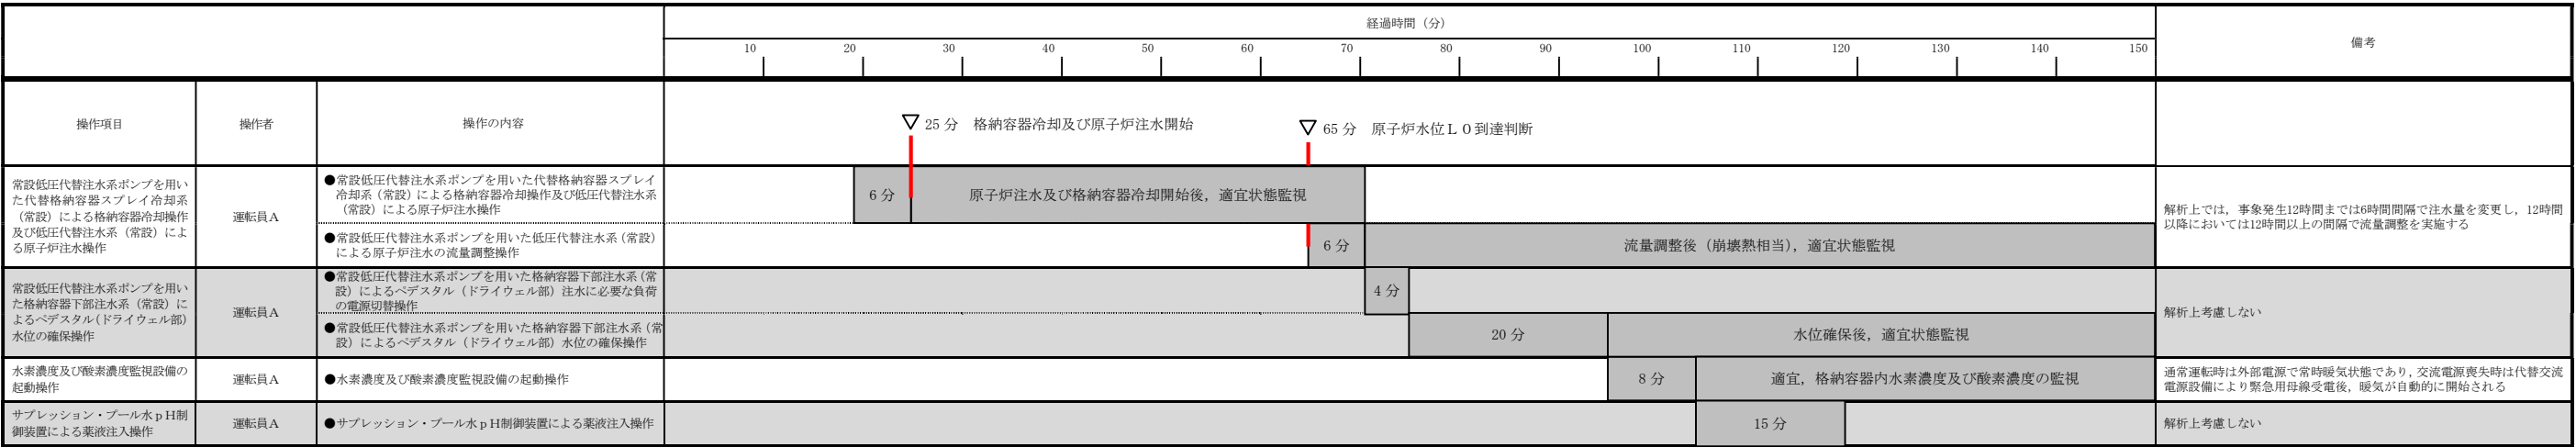 経過時間（分）
備考
10 20 30 40 50 60 70 80 90 100 110 120 130 140 150
操作項目
操作者
操作の内容
25 分　格納容器冷却及び原子炉注水開始
65 分　原子炉水位Ｌ０到達判断
常設低圧代替注水系ポンプを用い
た代替格納容器スプレイ冷却系
（常設）による格納容器冷却操作
及び低圧代替注水系（常設）によ
る原子炉注水操作
運転員Ａ
●常設低圧代替注水系ポンプを用いた代替格納容器スプレイ
冷却系（常設）による格納容器冷却操作及び低圧代替注水系
（常設）による原子炉注水操作
6 分
原子炉注水及び格納容器冷却開始後，適宜状態監視
●常設低圧代替注水系ポンプを用いた低圧代替注水系（常設）
による原子炉注水の流量調整操作
6 分
流量調整後（崩壊熱相当），適宜状態監視
解析上では，事象発生12時間までは6時間間隔で注水量を変更し，12時間
以降においては12時間以上の間隔で流量調整を実施する
常設低圧代替注水系ポンプを用い
た格納容器下部注水系（常設）に
よるペデスタル（ドライウェル部）
水位の確保操作
運転員Ａ
●常設低圧代替注水系ポンプを用いた格納容器下部注水系（常
設）によるペデスタル（ドライウェル部）注水に必要な負荷
の電源切替操作
4 分
●常設低圧代替注水系ポンプを用いた格納容器下部注水系（常
設）によるペデスタル（ドライウェル部）水位の確保操作
20 分
水位確保後，適宜状態監視
解析上考慮しない
水素濃度及び酸素濃度監視設備の
起動操作
運転員Ａ
●水素濃度及び酸素濃度監視設備の起動操作
8 分
適宜，格納容器内水素濃度及び酸素濃度の監視
通常運転時は外部電源で常時暖気状態であり，交流電源喪失時は代替交流
電源設備により緊急用母線受電後，暖気が自動的に開始される
サプレッション・プール水ｐＨ制
御装置による薬液注入操作
運転員Ａ
●サプレッション・プール水ｐＨ制御装置による薬液注入操作
15 分
解析上考慮しない